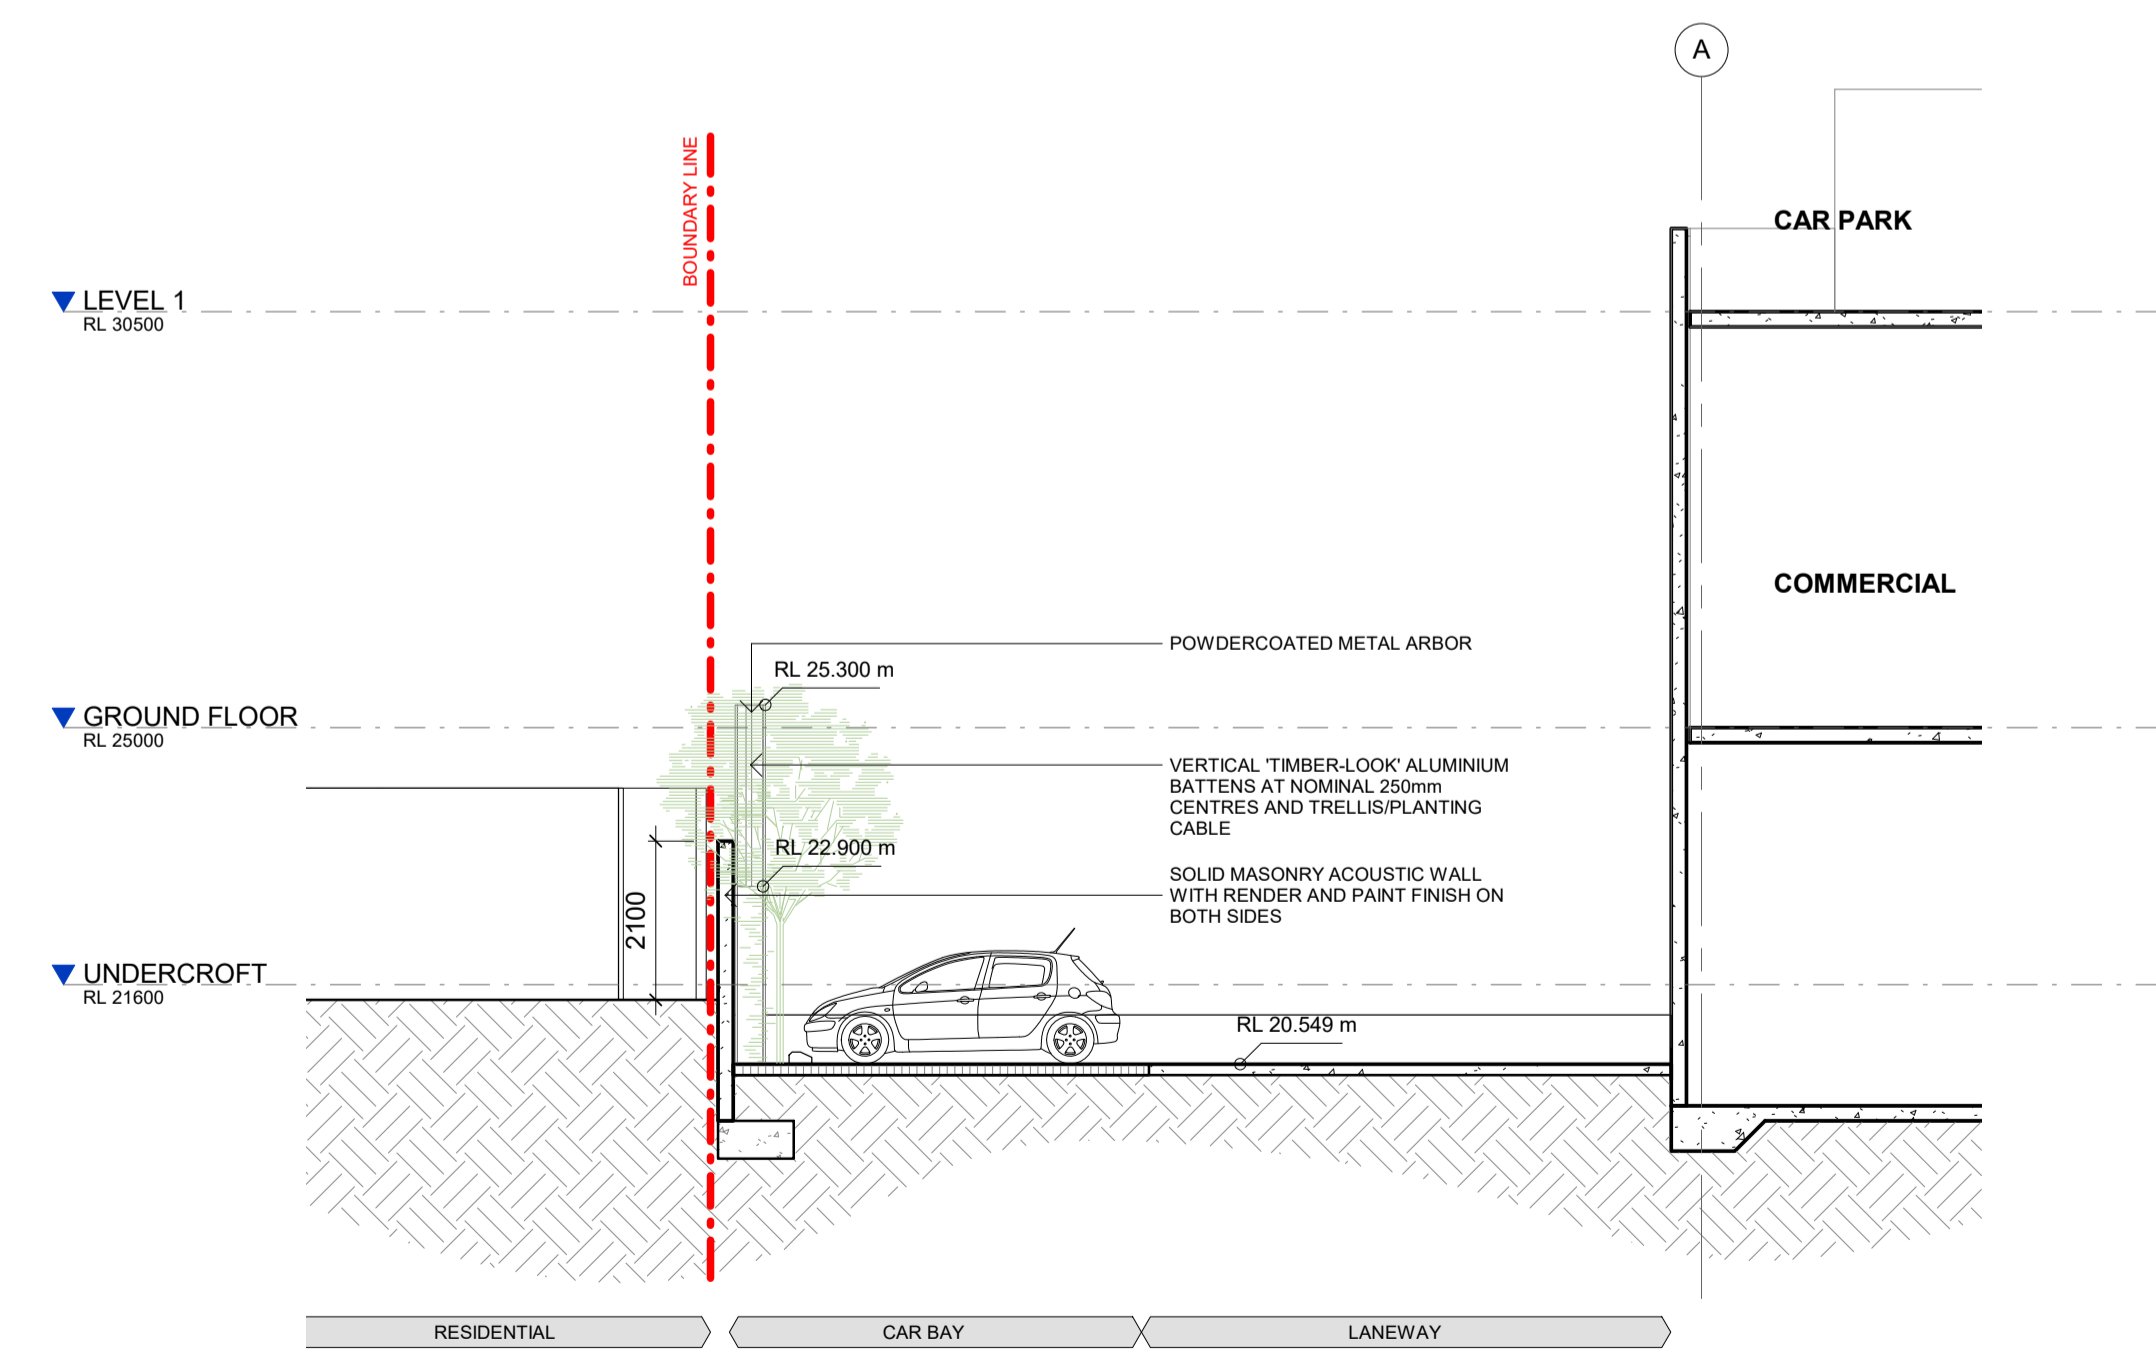 A
BOUNDARY LINE
CAR PARK
LEVEL 1
RL 30500
COMMERCIAL
POWDERCOATED METAL ARBOR
RL 25.300 m
GROUND FLOOR
RL 25000
VERTICAL 'TIMBER-LOOK' ALUMINIUM
BATTENS AT NOMINAL 250mm
CENTRES AND TRELLIS/PLANTING
CABLE
RL 22.900 m
SOLID MASONRY ACOUSTIC WALL
WITH RENDER AND PAINT FINISH ON
BOTH SIDES
2100
UNDERCROFT
RL 21600
RL 20.549 m
RESIDENTIAL
CAR BAY
LANEWAY